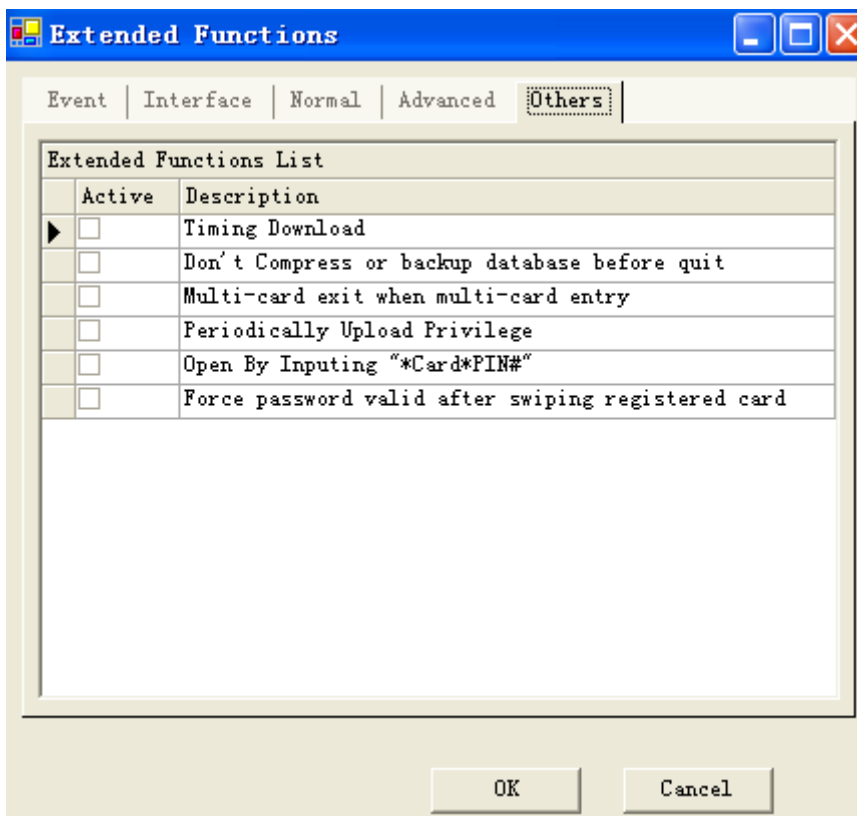 Extended Functions
Event Interface Normal Advanced Others
Extended Functions List
Active Description
Timing Download
Don't Compress or backup database before quit
Multi-card exit when multi-card entry
Periodically Upload Privilege
Open By Inputing "*Card*PIN#"
Force password valid after swiping registered card
OK Cancel